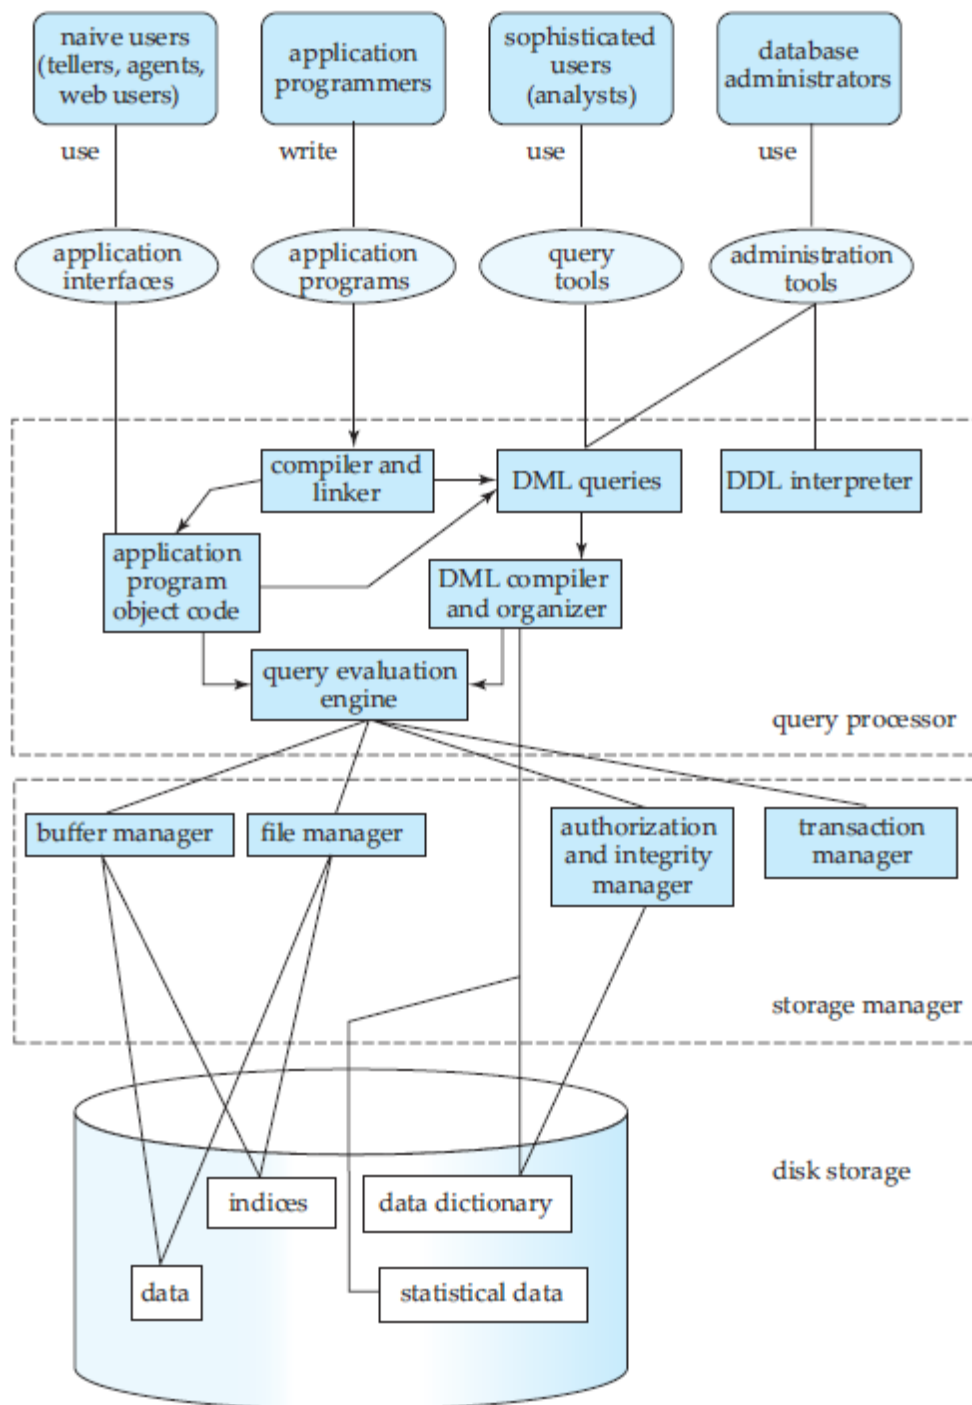 naive users
(tellers, agents,
web users)
application
programmers
sophisticated
users
(analysts)
database
administrators
use
write
use
use
application
interfaces
application
programs
query
tools
administration
tools
compiler and
linker
DML queries
DDL interpreter
application
program
object code
DML compiler
and organizer
query evaluation
engine
query processor
buffer manager
file manager
authorization
and integrity
manager
transaction
manager
storage manager
disk storage
indices
data dictionary
data
statistical data